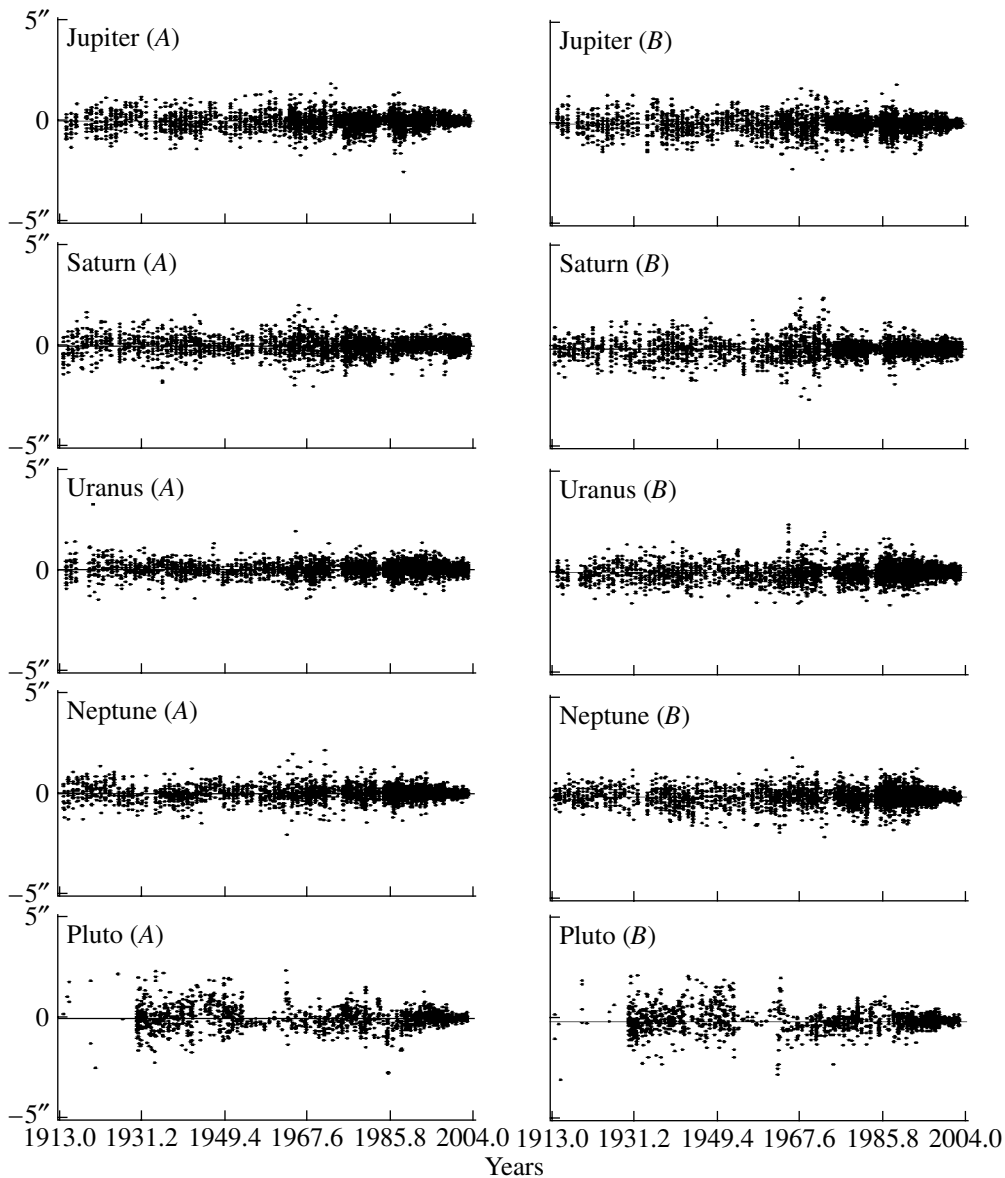 5″
Jupiter (A)
Jupiter (B)
0
−5″
5″
Saturn (A)
Saturn (B)
0
−5″
5″
Uranus (A)
Uranus (B)
0
−5″
5″
Neptune (A)
Neptune (B)
0
−5″
5″
Pluto (A)
Pluto (B)
0
−5″
1913.0 1931.2 1949.4 1967.6 1985.8 2004.0 1913.0 1931.2 1949.4 1967.6 1985.8 2004.0
Years